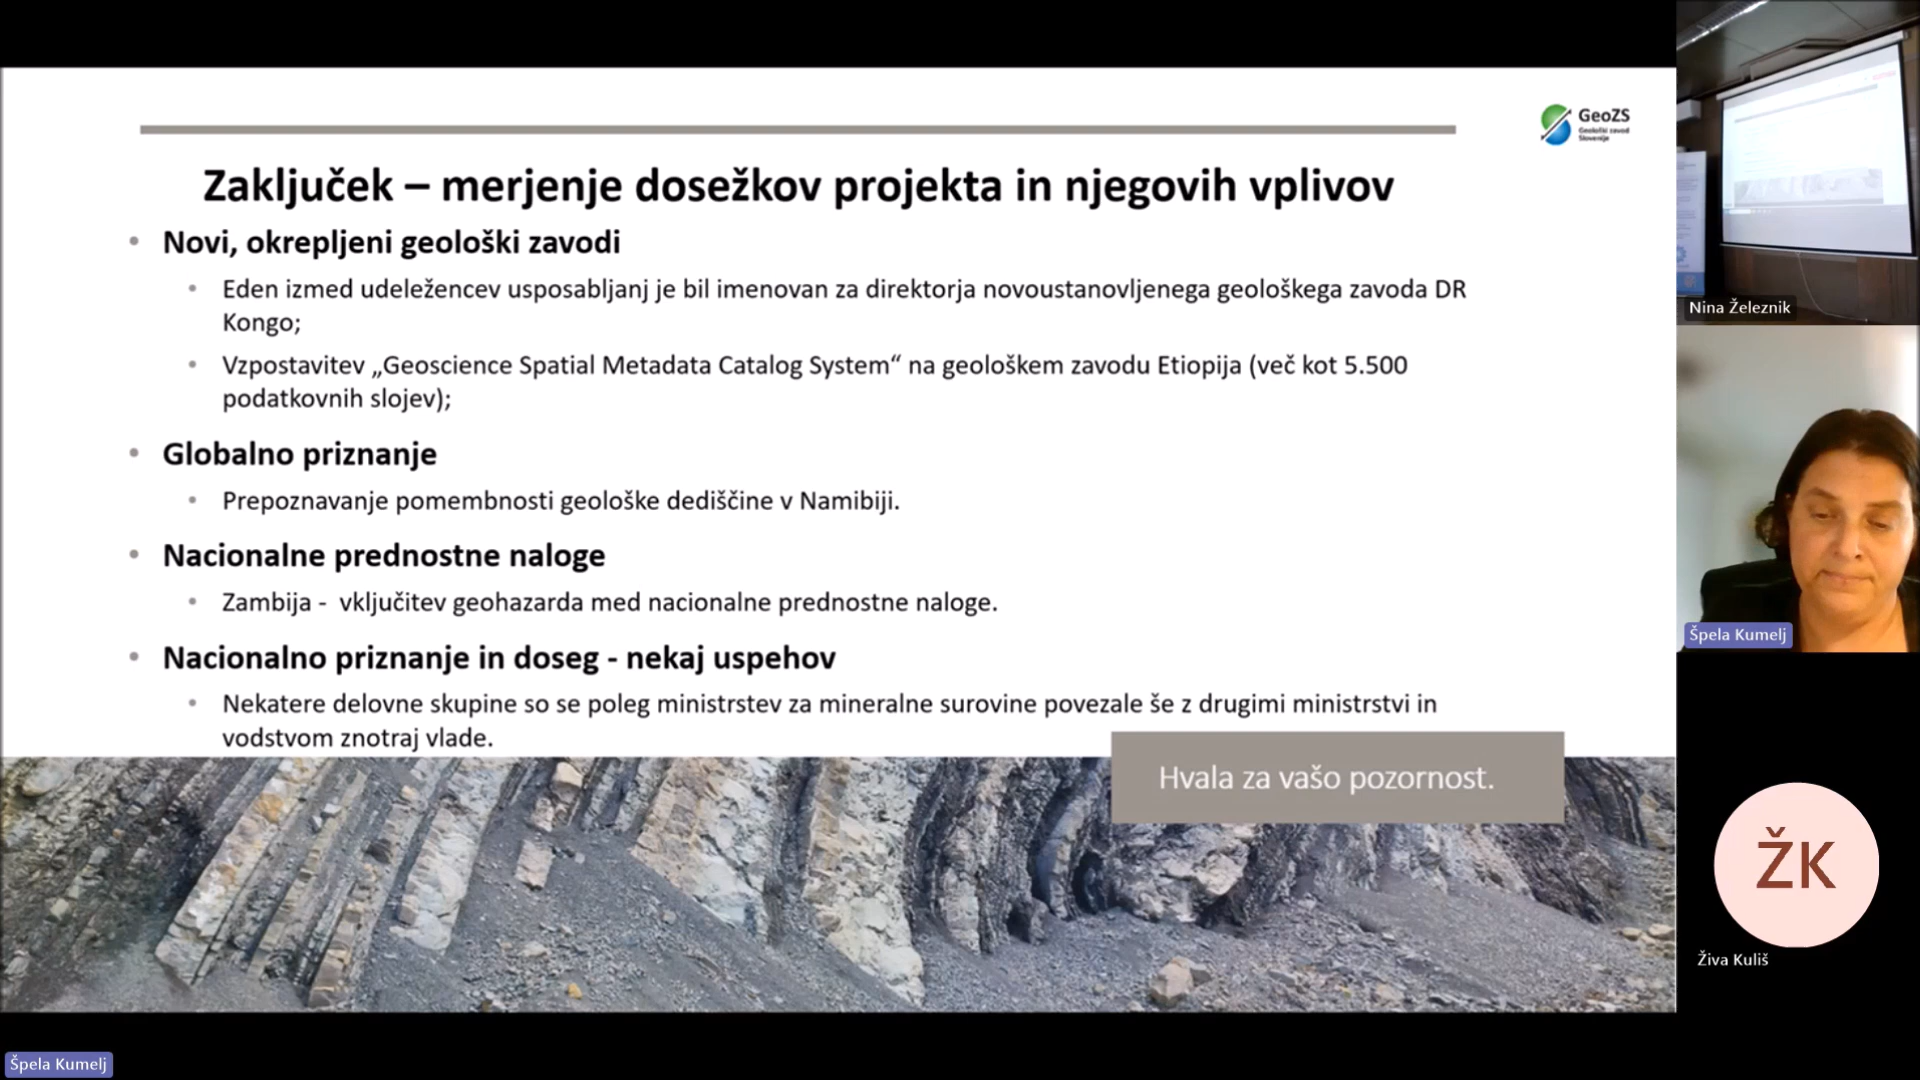 GeoZS
Geološki zavod
Slovenije
Zaključek – merjenje dosežkov projekta in njegovih vplivov
• Novi, okrepljeni geološki zavodi
• Eden izmed udeležencev usposabljanj je bil imenovan za direktorja novoustanovljenega geološkega zavoda DR
Kongo;
• Vzpostavitev „Geoscience Spatial Metadata Catalog System“ na geološkem zavodu Etiopija (več kot 5.500
podatkovnih slojev);
• Globalno priznanje
• Prepoznavanje pomembnosti geološke dediščine v Namibiji.
• Nacionalne prednostne naloge
• Zambija -  vključitev geohazarda med nacionalne prednostne naloge.
• Nacionalno priznanje in doseg - nekaj uspehov
• Nekatere delovne skupine so se poleg ministrstev za mineralne surovine povezale še z drugimi ministrstvi in
vodstvom znotraj vlade.
Hvala za vašo pozornost.
Nina Železnik
Špela Kumelj
ŽK
Živa Kuliš
Špela Kumelj